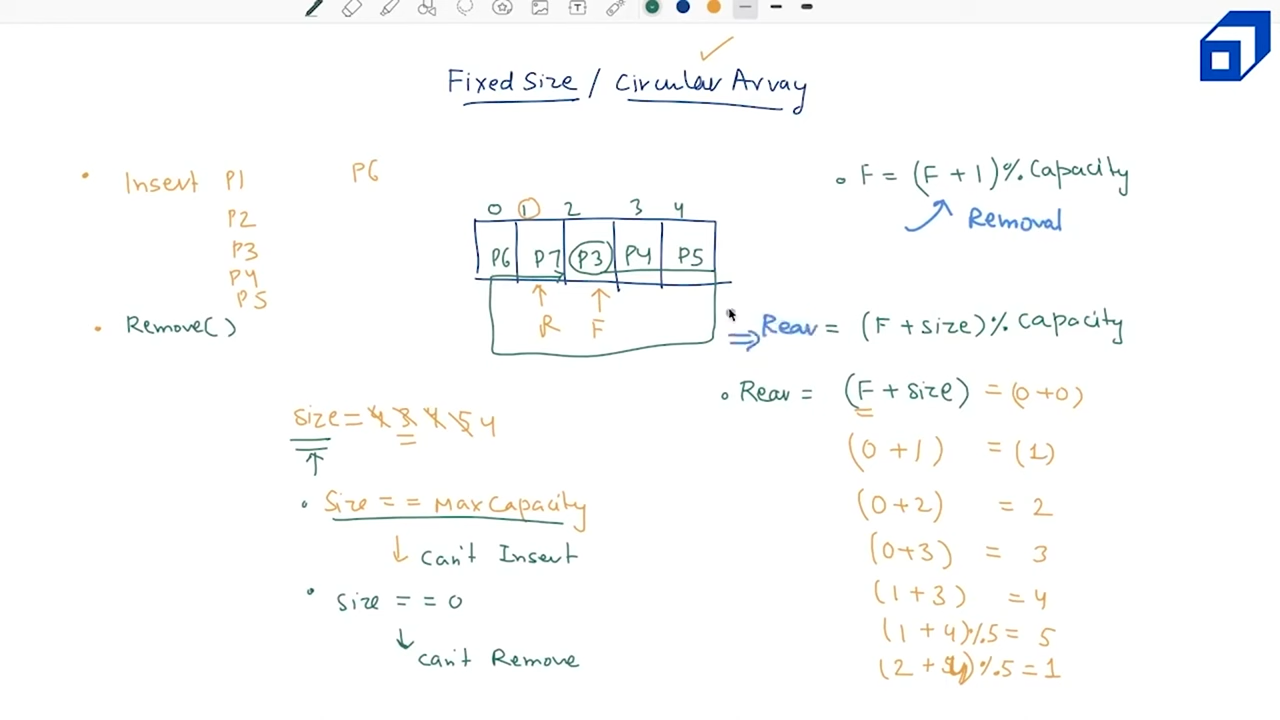 Fixed Size / Circular Array
Insert P1 P6
P2
P3
P4
P5
Remove()
0 1 2 3 4
P6 P7 P3 P4 P5
R F
F = (F + 1) % Capacity
Removal
⇒ Rear = (F + size) % Capacity
Rear = (F + size) = (0+0)
(0 + 1) = (1)
(0+2) = 2
(0+3) = 3
(1+3) = 4
(1 + 4)%5 = 5
(2 + )%5 = 1
size = 4 3 4 5 4
Size == MaxCapacity
↓ Can't Insert
Size == 0
↓ Can't Remove